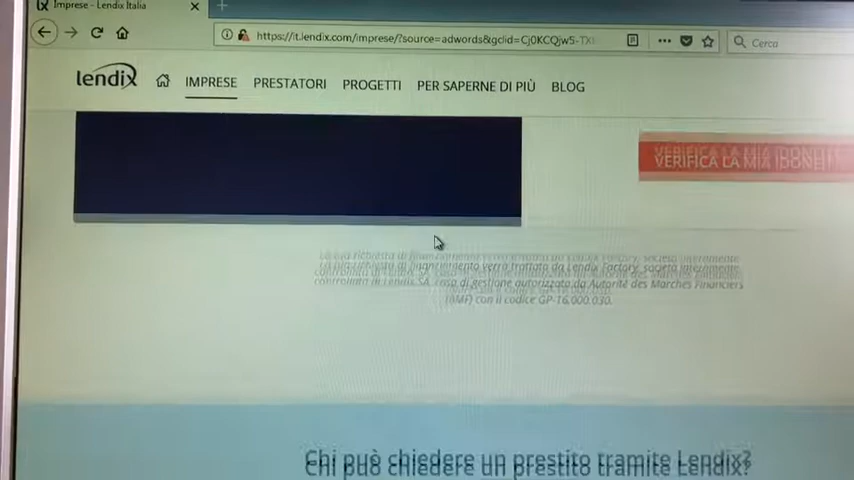 Imprese - Lendix Italia
https://it.lendix.com/imprese/?source=adwords&gclid=Cj0KCQjw5-TX
Cerca
lendix IMPRESE PRESTATORI PROGETTI PER SAPERNE DI PIÙ BLOG
VERIFICA LA MIA IDONEI
La tua richiesta di finanziamento verrà trattata da Lendix Factory, società interamente
controllata di Lendix SA, casa di gestione autorizzata da Autorité des Marches Financiers
(AMF) con il codice GP-16.000.030.
Chi può chiedere un prestito tramite Lendix?